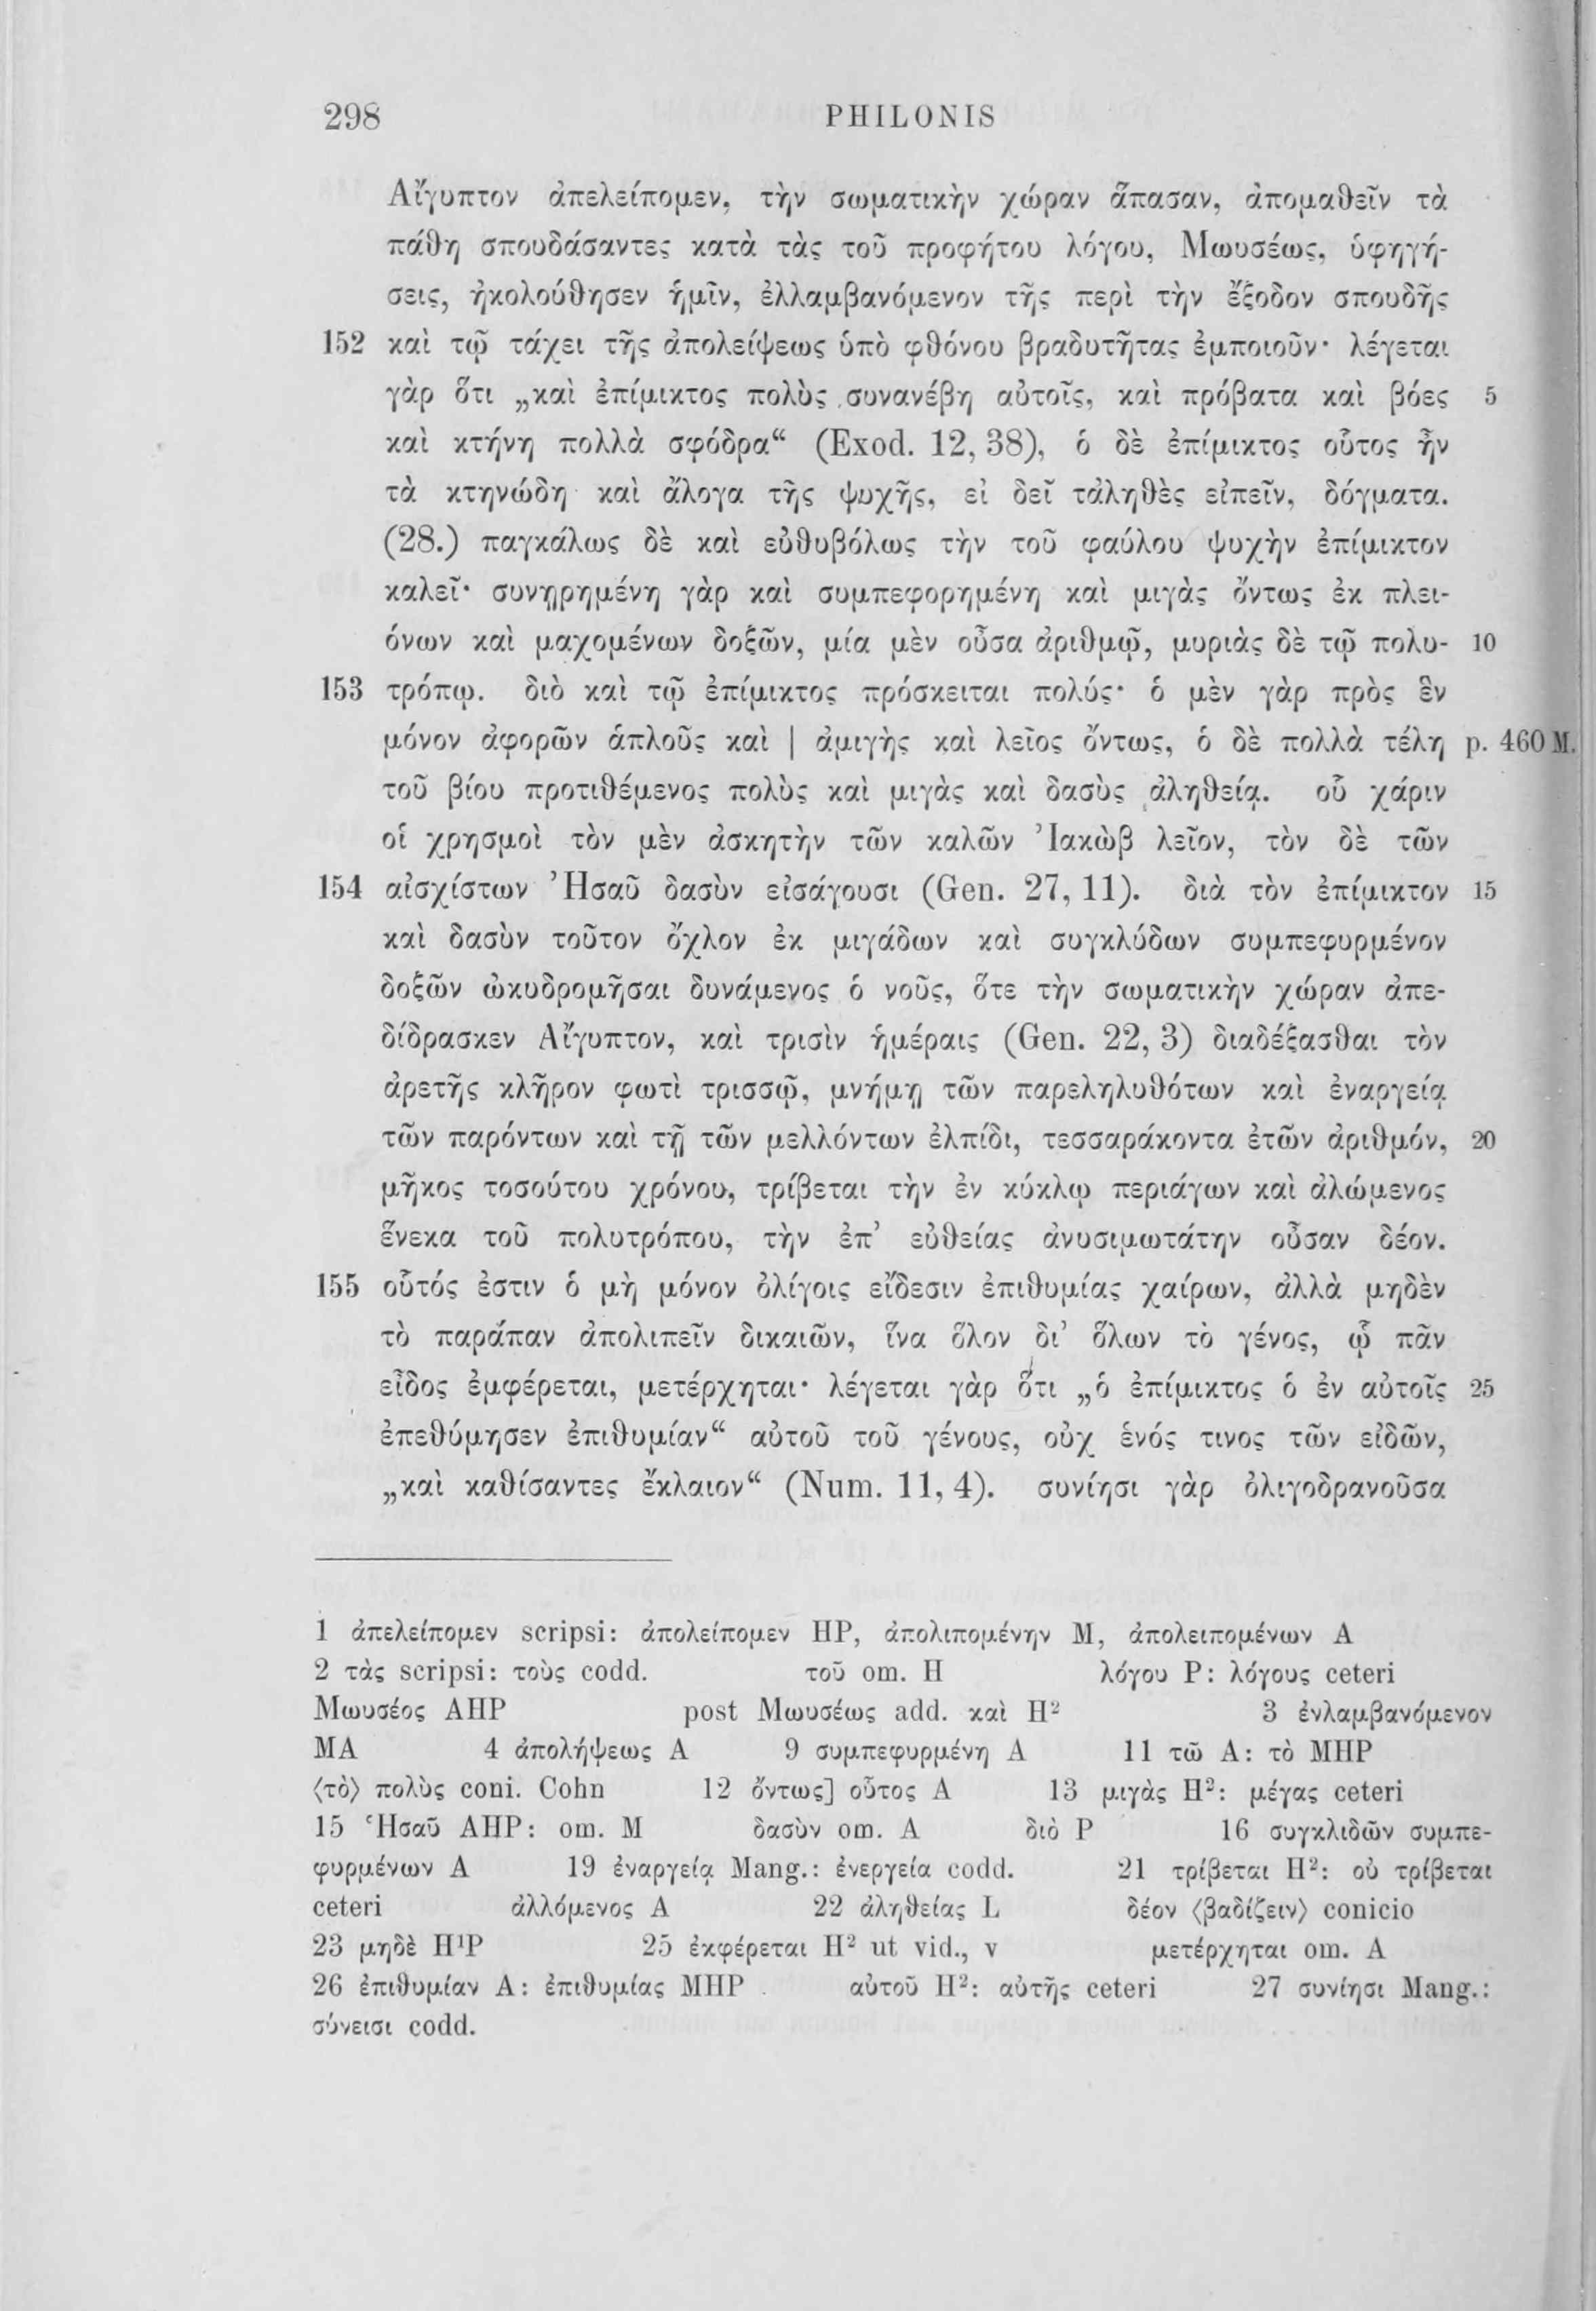 298 PHILONIS
Αἴγυπτον ἀπελείπομεν, τὴν σωματικὴν χώραν ἅπασαν, ἀπομαθεῖν τὰ
πάθη σπουδάσαντες κατὰ τὰς τοῦ προφήτου λόγου, Μωυσέως, ὑφηγή-
σεις, ἠκολούθησεν ἡμῖν, ἐλλαμβανόμενον τῆς περὶ τὴν ἔξοδον σπουδῆς
152 καὶ τῷ τάχει τῆς ἀπολείψεως ὑπὸ φθόνου βραδυτῆτας ἐμποιοῦν· λέγεται
γὰρ ὅτι „καὶ ἐπίμικτος πολὺς συνανέβη αὐτοῖς, καὶ πρόβατα καὶ βόες 5
καὶ κτήνη πολλὰ σφόδρα“ (Exod. 12, 38), ὁ δὲ ἐπίμικτος οὗτος ἦν
τὰ κτηνώδη καὶ ἄλογα τῆς ψυχῆς, εἰ δεῖ τἀληθὲς εἰπεῖν, δόγματα.
(28.) παγκάλως δὲ καὶ εὐθυβόλως τὴν τοῦ φαύλου ψυχὴν ἐπίμικτον
καλεῖ· συνῃρημένη γὰρ καὶ συμπεφορημένη καὶ μιγὰς ὄντως ἐκ πλει-
όνων καὶ μαχομένων δοξῶν, μία μὲν οὖσα ἀριθμῷ, μυριὰς δὲ τῷ πολυ- 10
153 τρόπῳ. διὸ καὶ τῷ ἐπίμικτος πρόσκειται πολύς· ὁ μὲν γὰρ πρὸς ἓν
μόνον ἀφορῶν ἁπλοῦς καὶ | ἀμιγὴς καὶ λεῖος ὄντως, ὁ δὲ πολλὰ τέλη p. 460 M.
τοῦ βίου προτιθέμενος πολὺς καὶ μιγὰς καὶ δασὺς ἀληθείᾳ. οὗ χάριν
οἱ χρησμοὶ τὸν μὲν ἀσκητὴν τῶν καλῶν Ἰακὼβ λεῖον, τὸν δὲ τῶν
154 αἰσχίστων Ἠσαῦ δασὺν εἰσάγουσι (Gen. 27, 11). διὰ τὸν ἐπίμικτον 15
καὶ δασὺν τοῦτον ὄχλον ἐκ μιγάδων καὶ συγκλύδων συμπεφυρμένον
δοξῶν ὠκυδρομῆσαι δυνάμενος ὁ νοῦς, ὅτε τὴν σωματικὴν χώραν ἀπε-
δίδρασκεν Αἴγυπτον, καὶ τρισὶν ἡμέραις (Gen. 22, 3) διαδέξασθαι τὸν
ἀρετῆς κλῆρον φωτὶ τρισσῷ, μνήμῃ τῶν παρεληλυθότων καὶ ἐναργείᾳ
τῶν παρόντων καὶ τῇ τῶν μελλόντων ἐλπίδι, τεσσαράκοντα ἐτῶν ἀριθμόν, 20
μῆκος τοσούτου χρόνου, τρίβεται τὴν ἐν κύκλῳ περιάγων καὶ ἀλώμενος
ἕνεκα τοῦ πολυτρόπου, τὴν ἐπ’ εὐθείας ἀνυσιμωτάτην οὖσαν δέον.
155 οὗτός ἐστιν ὁ μὴ μόνον ὀλίγοις εἴδεσιν ἐπιθυμίας χαίρων, ἀλλὰ μηδὲν
τὸ παράπαν ἀπολιπεῖν δικαιῶν, ἵνα ὅλον δι’ ὅλων τὸ γένος, ᾧ πᾶν
εἶδος ἐμφέρεται, μετέρχηται· λέγεται γὰρ ὅτι „ὁ ἐπίμικτος ὁ ἐν αὐτοῖς 25
ἐπεθύμησεν ἐπιθυμίαν“ αὐτοῦ τοῦ γένους, οὐχ ἑνός τινος τῶν εἰδῶν,
„καὶ καθίσαντες ἔκλαιον“ (Num. 11, 4). συνίησι γὰρ ὀλιγοδρανοῦσα
1 ἀπελείπομεν scripsi: ἀπολείπομεν HP, ἀπολιπομένην M, ἀπολειπομένων A
2 τὰς scripsi: τοὺς codd. τοῦ om. H λόγου P: λόγους ceteri
Μωυσέος AHP post Μωυσέως add. καὶ H² 3 ἐνλαμβανόμενον
MA 4 ἀπολήψεως A 9 συμπεφυρμένη A 11 τῶ A: τὸ MHP
⟨τὸ⟩ πολὺς coni. Cohn 12 ὄντως] οὗτος A 13 μιγὰς H²: μέγας ceteri
15 Ἡσαῦ AHP: om. M δασὺν om. A διὸ P 16 συγκλιδῶν συμπε-
φυρμένων A 19 ἐναργείᾳ Mang.: ἐνεργεία codd. 21 τρίβεται H²: οὐ τρίβεται
ceteri ἀλλόμενος A 22 ἀληθείας L δέον ⟨βαδίζειν⟩ conicio
23 μηδὲ H¹P 25 ἐκφέρεται H² ut vid., v μετέρχηται om. A
26 ἐπιθυμίαν A: ἐπιθυμίας MHP αὐτοῦ H²: αὐτῆς ceteri 27 συνίησι Mang.:
σύνεισι codd.